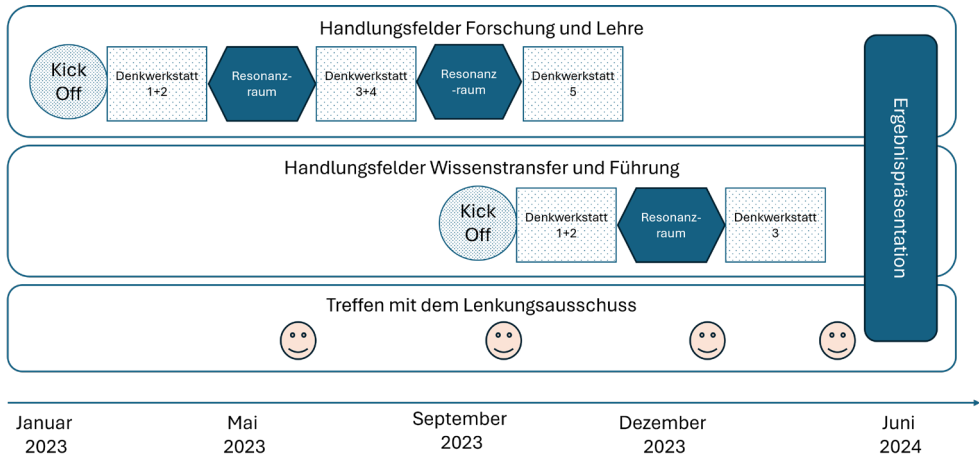 Handlungsfelder Forschung und Lehre
Kick
Off
Denkwerkstatt
1+2
Resonanz-
raum
Denkwerkstatt
3+4
Resonanz
-raum
Denkwerkstatt
5
Handlungsfelder Wissenstransfer und Führung
Kick
Off
Denkwerkstatt
1+2
Resonanz-
raum
Denkwerkstatt
3
Treffen mit dem Lenkungsausschuss
Ergebnispräsentation
Januar
2023
Mai
2023
September
2023
Dezember
2023
Juni
2024